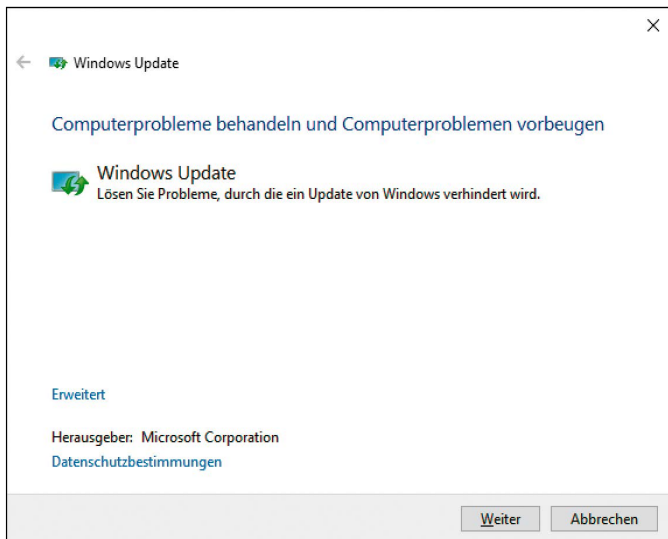 Windows Update
Computerprobleme behandeln und Computerproblemen vorbeugen
Windows Update
Lösen Sie Probleme, durch die ein Update von Windows verhindert wird.
Erweitert
Herausgeber: Microsoft Corporation
Datenschutzbestimmungen
Weiter Abbrechen